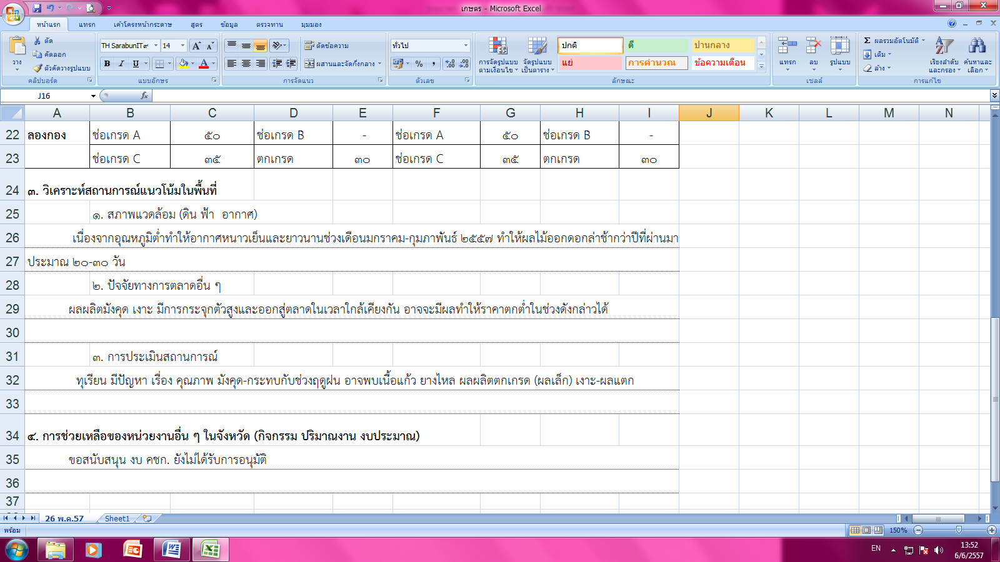 เกษตร - Microsoft Excel
หน้าแรก แทรก เค้าโครงหน้ากระดาษ สูตร ข้อมูล ตรวจทาน มุมมอง
วาง
ตัด
คัดลอก
ตัวคัดวางรูปแบบ
คลิปบอร์ด
TH SarabunIT๙ 14
B I U
แบบอักษร
ตัดข้อความ
ผสานและจัดกึ่งกลาง
การจัดแนว
ทั่วไป
ตัวเลข
การจัดรูปแบบตามเงื่อนไข
จัดรูปแบบเป็นตาราง
ปกติ ดี ปานกลาง
แย่ การคำนวณ ข้อความเตือน
ลักษณะ
แทรก ลบ รูปแบบ
เซลล์
Σ ผลรวมอัตโนมัติ
เติม
ล้าง
เรียงลำดับและกรอง
ค้นหาและเลือก
การแก้ไข
J16 fx
A B C D E F G H I J K L M N
22 ลองกอง ช่อเกรด A ๕๐ ช่อเกรด B - ช่อเกรด A ๕๐ ช่อเกรด B -
23 ช่อเกรด C ๓๕ ตกเกรด ๓๐ ช่อเกรด C ๓๕ ตกเกรด ๓๐
24 ๓. วิเคราะห์สถานการณ์แนวโน้มในพื้นที่
25 ๑. สภาพแวดล้อม (ดิน ฟ้า อากาศ)
26 เนื่องจากอุณหภูมิต่ำทำให้อากาศหนาวเย็นและยาวนานช่วงเดือนมกราคม-กุมภาพันธ์ ๒๕๕๗ ทำให้ผลไม้ออกดอกล่าช้ากว่าปีที่ผ่านมา
27 ประมาณ ๒๐-๓๐ วัน
28 ๒. ปัจจัยทางการตลาดอื่น ๆ
29 ผลผลิตมังคุด เงาะ มีการกระจุกตัวสูงและออกสู่ตลาดในเวลาใกล้เคียงกัน อาจจะมีผลทำให้ราคาตกต่ำในช่วงดังกล่าวได้
30
31 ๓. การประเมินสถานการณ์
32 ทุเรียน มีปัญหา เรื่อง คุณภาพ มังคุด-กระทบกับช่วงฤดูฝน อาจพบเนื้อแก้ว ยางไหล ผลผลิตตกเกรด (ผลเล็ก) เงาะ-ผลแตก
33
34 ๔. การช่วยเหลือของหน่วยงานอื่น ๆ ในจังหวัด (กิจกรรม ปริมาณงาน งบประมาณ)
35 ขอสนับสนุน งบ คชก. ยังไม่ได้รับการอนุมัติ
36
37
26 พ.ค.57 Sheet1
พร้อม 150%
EN 13:52
6/6/2557